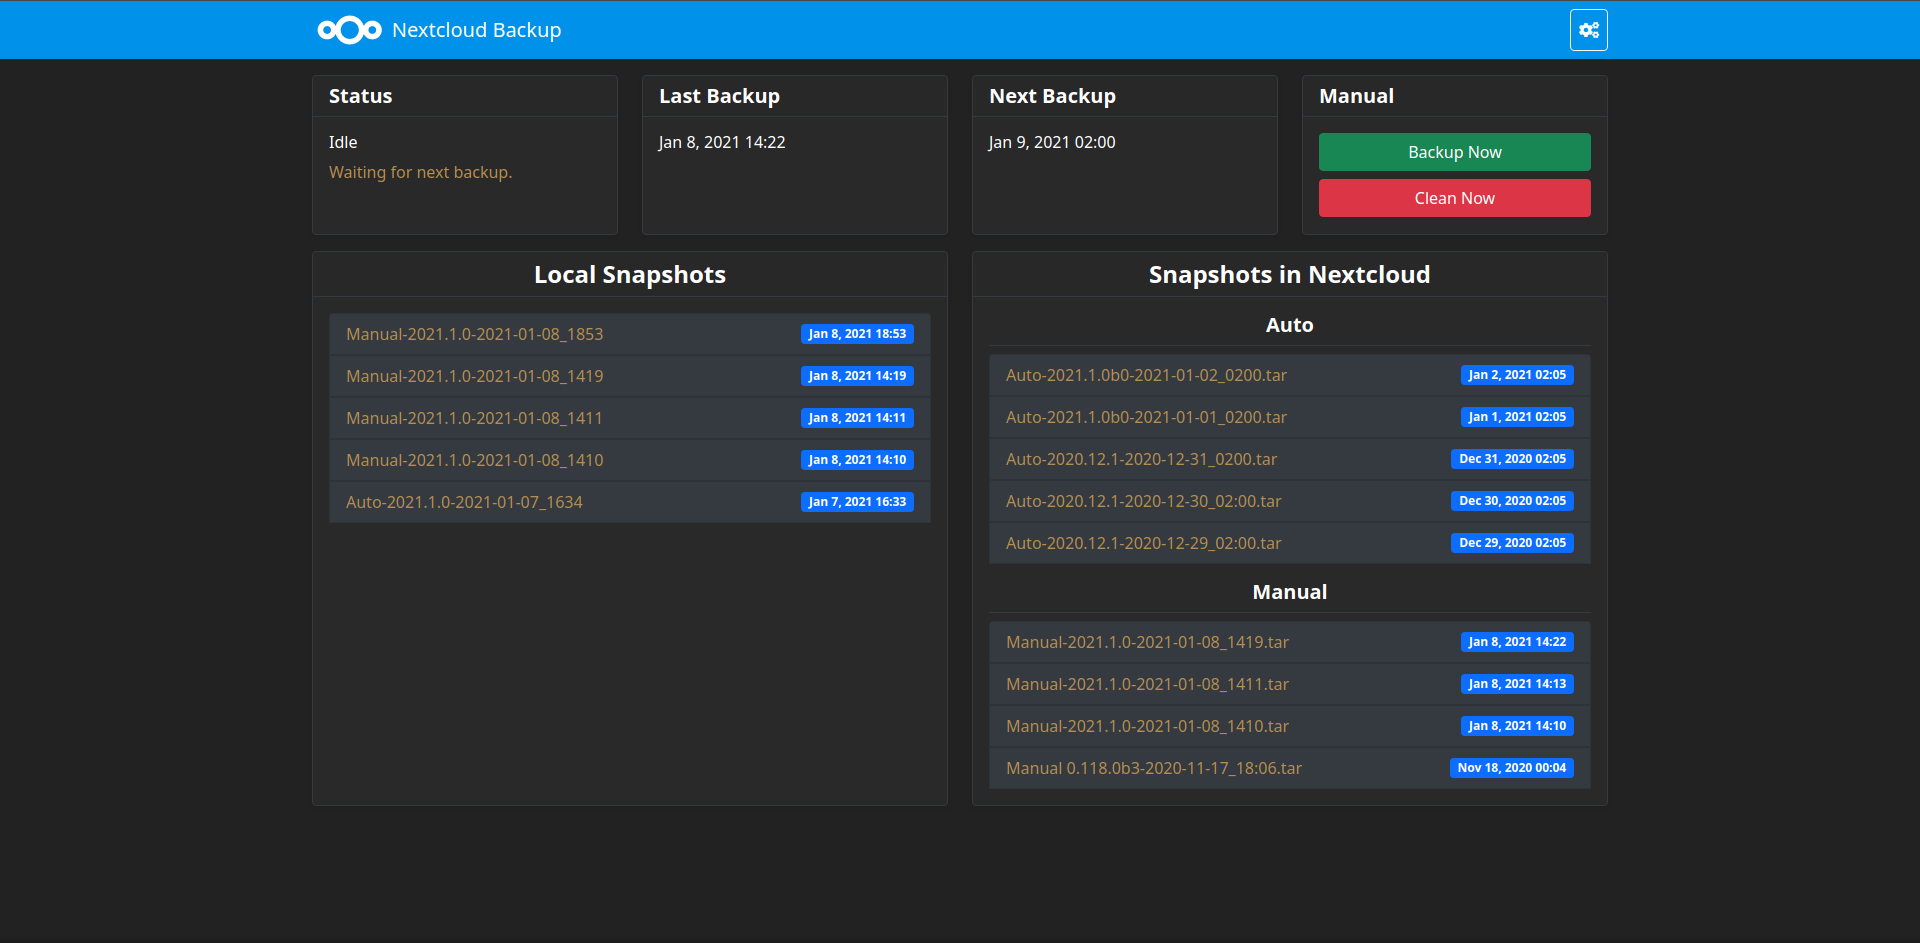 Nextcloud Backup
Status
Idle
Waiting for next backup.
Last Backup
Jan 8, 2021 14:22
Next Backup
Jan 9, 2021 02:00
Manual
Backup Now
Clean Now
Local Snapshots
Manual-2021.1.0-2021-01-08_1853 Jan 8, 2021 18:53
Manual-2021.1.0-2021-01-08_1419 Jan 8, 2021 14:19
Manual-2021.1.0-2021-01-08_1411 Jan 8, 2021 14:11
Manual-2021.1.0-2021-01-08_1410 Jan 8, 2021 14:10
Auto-2021.1.0-2021-01-07_1634 Jan 7, 2021 16:33
Snapshots in Nextcloud
Auto
Auto-2021.1.0b0-2021-01-02_0200.tar Jan 2, 2021 02:05
Auto-2021.1.0b0-2021-01-01_0200.tar Jan 1, 2021 02:05
Auto-2020.12.1-2020-12-31_0200.tar Dec 31, 2020 02:05
Auto-2020.12.1-2020-12-30_02:00.tar Dec 30, 2020 02:05
Auto-2020.12.1-2020-12-29_02:00.tar Dec 29, 2020 02:05
Manual
Manual-2021.1.0-2021-01-08_1419.tar Jan 8, 2021 14:22
Manual-2021.1.0-2021-01-08_1411.tar Jan 8, 2021 14:13
Manual-2021.1.0-2021-01-08_1410.tar Jan 8, 2021 14:10
Manual 0.118.0b3-2020-11-17_18:06.tar Nov 18, 2020 00:04